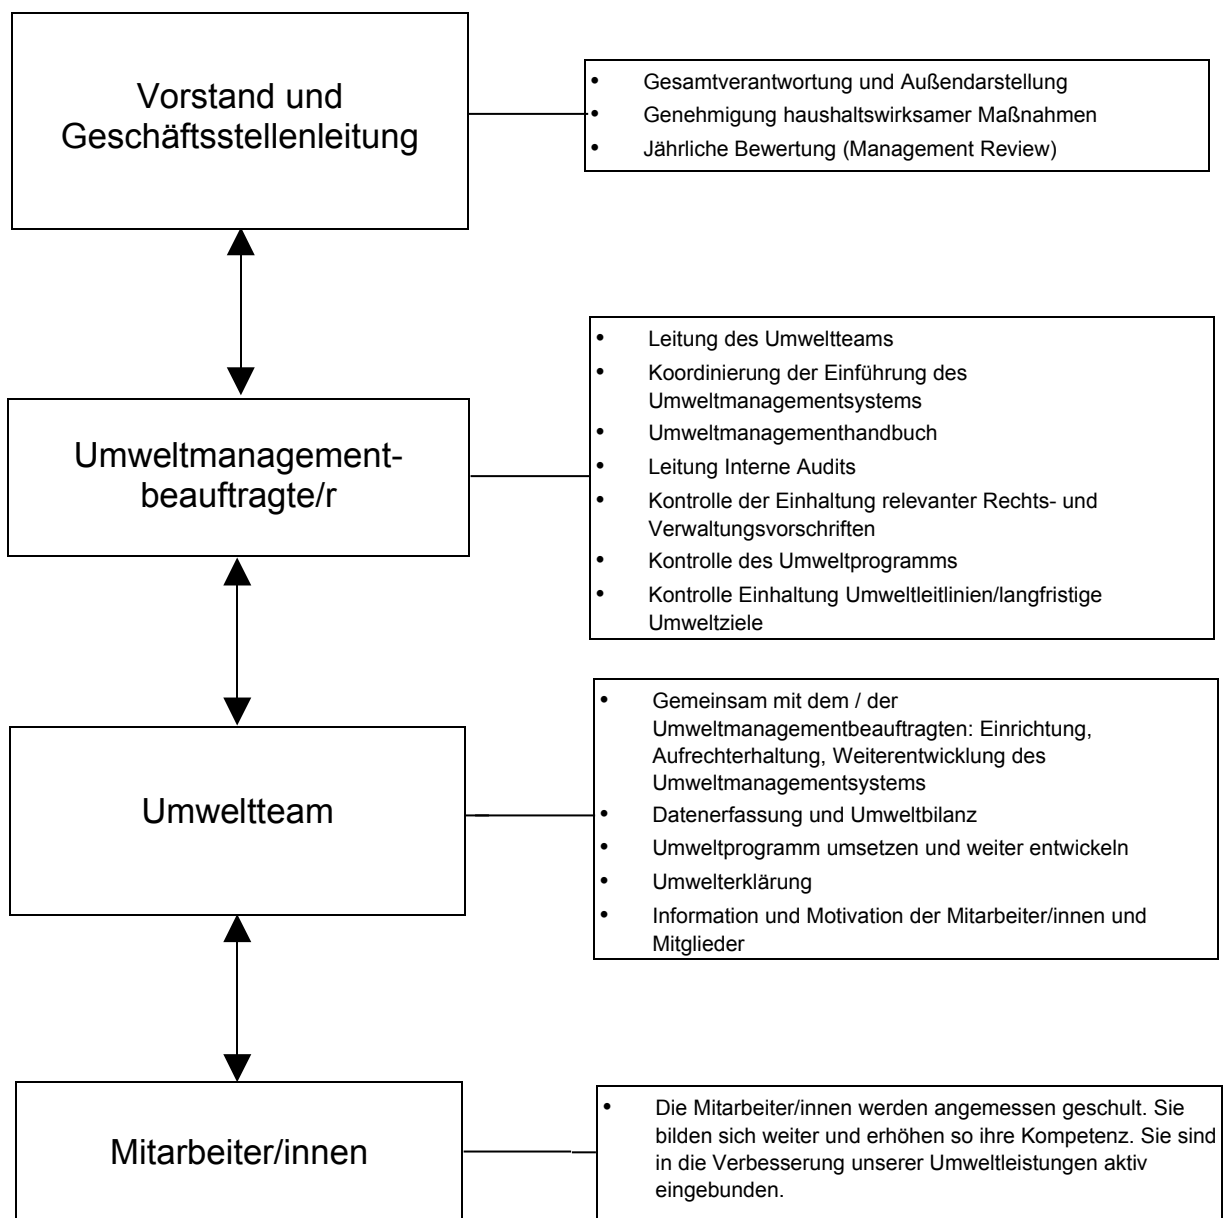 Vorstand und
Geschäftsstellenleitung
• Gesamtverantwortung und Außendarstellung
• Genehmigung haushaltswirksamer Maßnahmen
• Jährliche Bewertung (Management Review)
Umweltmanagement-
beauftragte/r
• Leitung des Umweltteams
• Koordinierung der Einführung des
Umweltmanagementsystems
• Umweltmanagementhandbuch
• Leitung Interne Audits
• Kontrolle der Einhaltung relevanter Rechts- und
Verwaltungsvorschriften
• Kontrolle des Umweltprogramms
• Kontrolle Einhaltung Umweltleitlinien/langfristige
Umweltziele
Umweltteam
• Gemeinsam mit dem / der
Umweltmanagementbeauftragten: Einrichtung,
Aufrechterhaltung, Weiterentwicklung des
Umweltmanagementsystems
• Datenerfassung und Umweltbilanz
• Umweltprogramm umsetzen und weiter entwickeln
• Umwelterklärung
• Information und Motivation der Mitarbeiter/innen und
Mitglieder
Mitarbeiter/innen
• Die Mitarbeiter/innen werden angemessen geschult. Sie
bilden sich weiter und erhöhen so ihre Kompetenz. Sie sind
in die Verbesserung unserer Umweltleistungen aktiv
eingebunden.